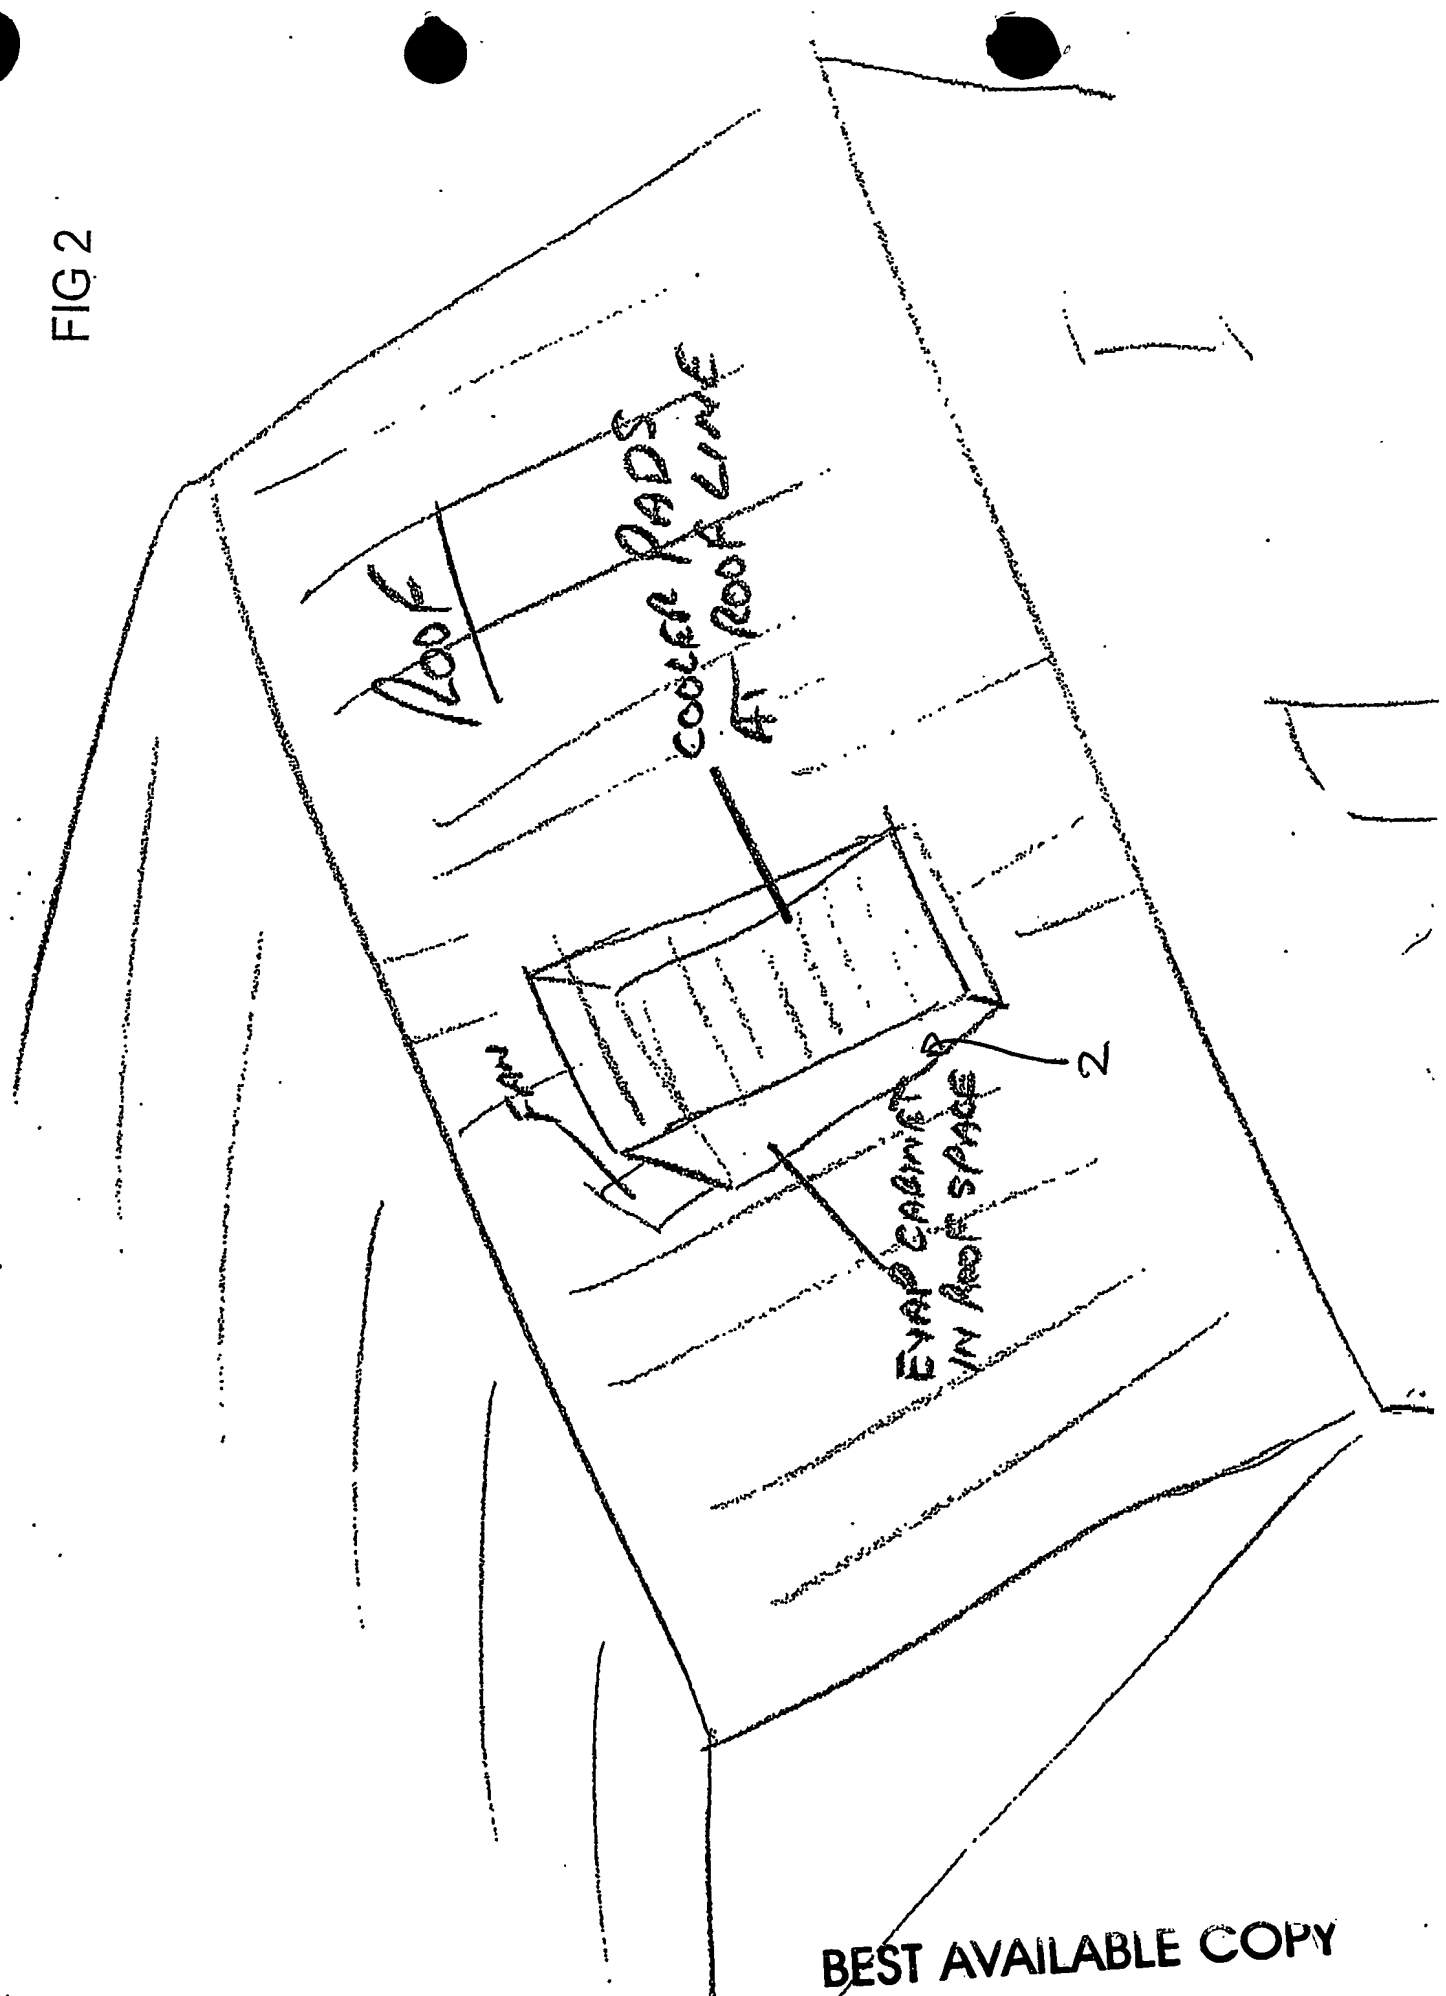 FIG 2
ROOF
COOLER PADS
AT ROOF LINE
FAN
2
EVAP CABINET
IN ROOF SPACE
BEST AVAILABLE COPY